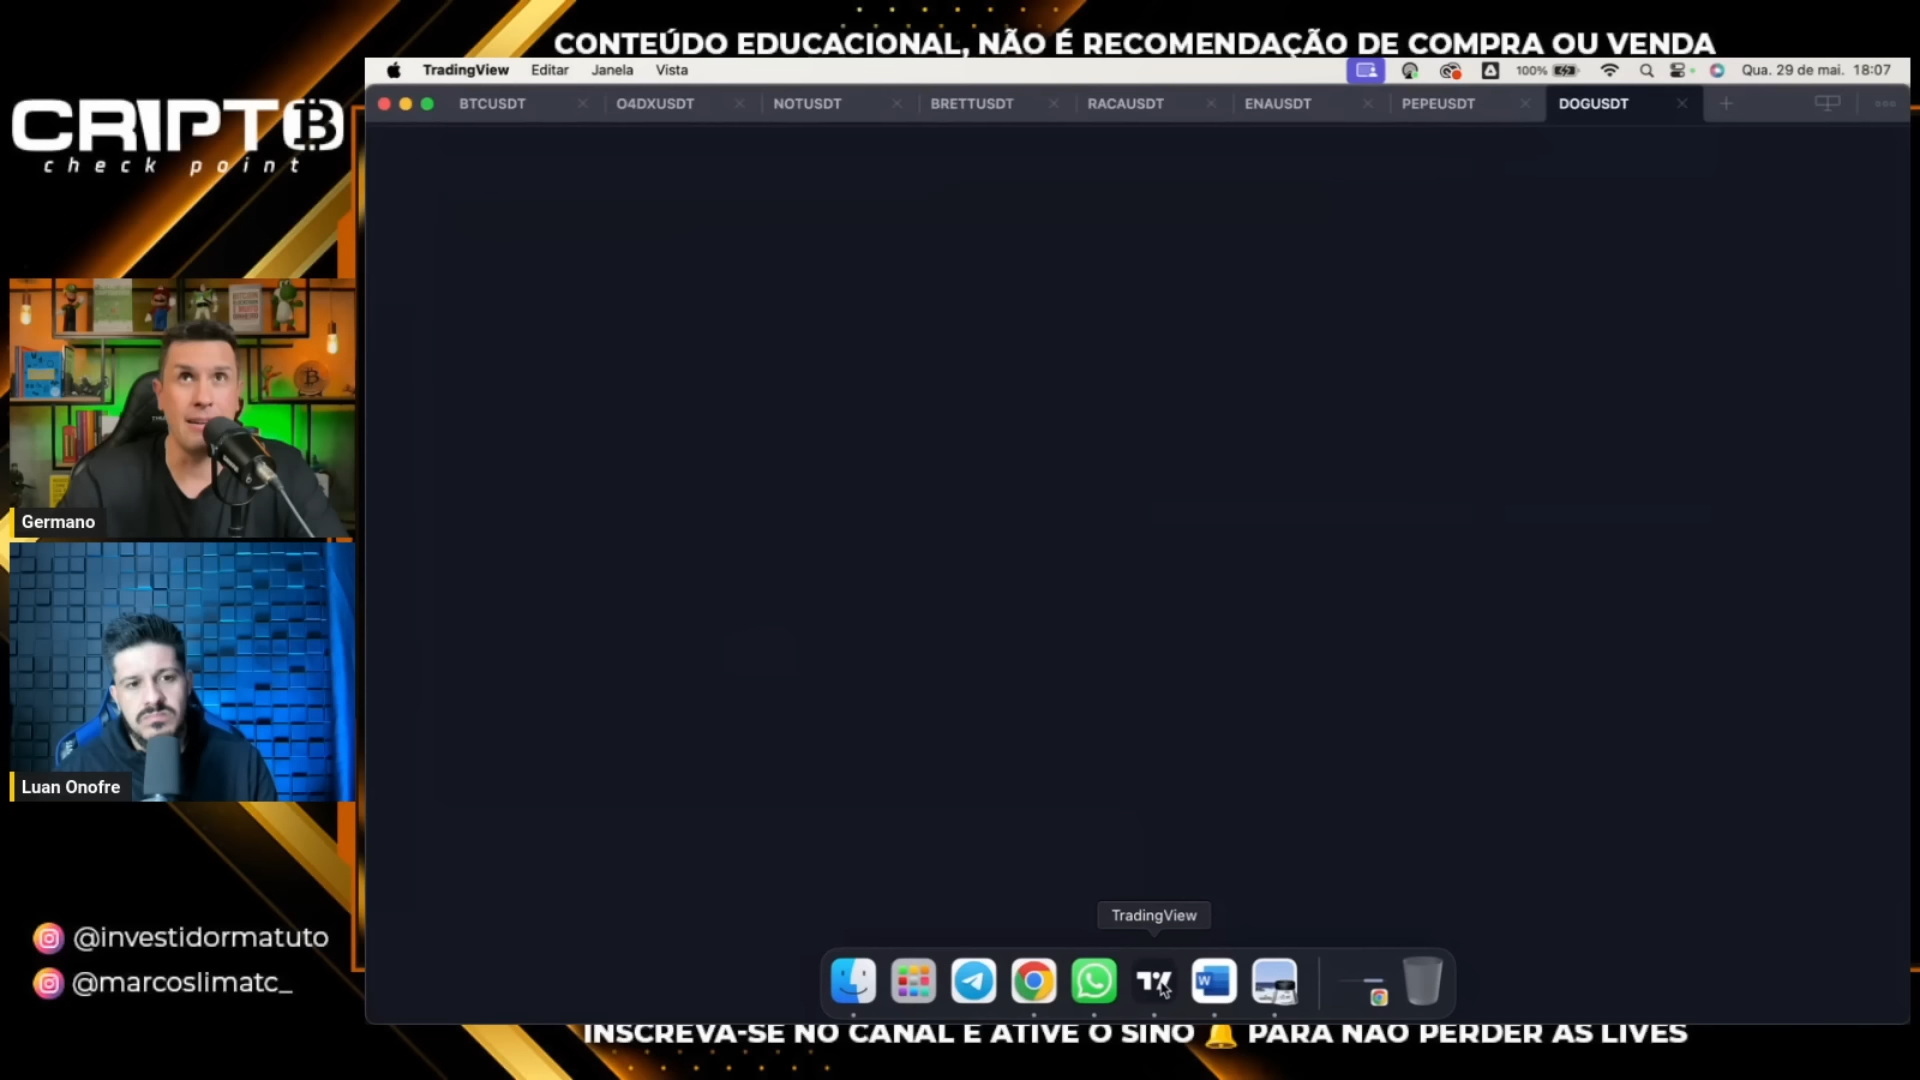 CONTEÚDO EDUCACIONAL, NÃO É RECOMENDAÇÃO DE COMPRA OU VENDA
CRIPTO
check point
TradingView Editar Janela Vista
100% Qua. 29 de mai. 18:07
BTCUSDT O4DXUSDT NOTUSDT BRETTUSDT RACAUSDT ENAUSDT PEPEUSDT DOGUSDT
Germano
Luan Onofre
@investidormatuto
@marcoslimatc_
TradingView
W
INSCREVA-SE NO CANAL E ATIVE O SINO 🔔 PARA NÃO PERDER AS LIVES